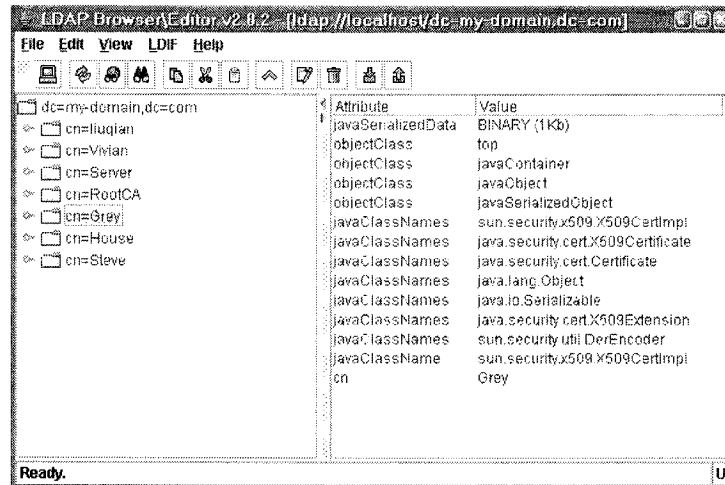 LDAP Browser\Editor v2.8.2 - [ldap://localhost/dc=my-domain,dc=com]
File Edit View LDIF Help
dc=my-domain,dc=com
cn=liuqian
cn=Vivian
cn=Server
cn=RootCA
cn=Grey
cn=House
cn=Steve
Attribute Value
javaSerializedData BINARY (1Kb)
objectClass top
objectClass javaContainer
objectClass javaObject
objectClass javaSerializedObject
javaClassNames sun.security.x509.X509CertImpl
javaClassNames java.security.cert.X509Certificate
javaClassNames java.security.cert.Certificate
javaClassNames java.lang.Object
javaClassNames java.io.Serializable
javaClassNames java.security.cert.X509Extension
javaClassNames sun.security.util.DerEncoder
javaClassName sun.security.x509.X509CertImpl
cn Grey
Ready. U